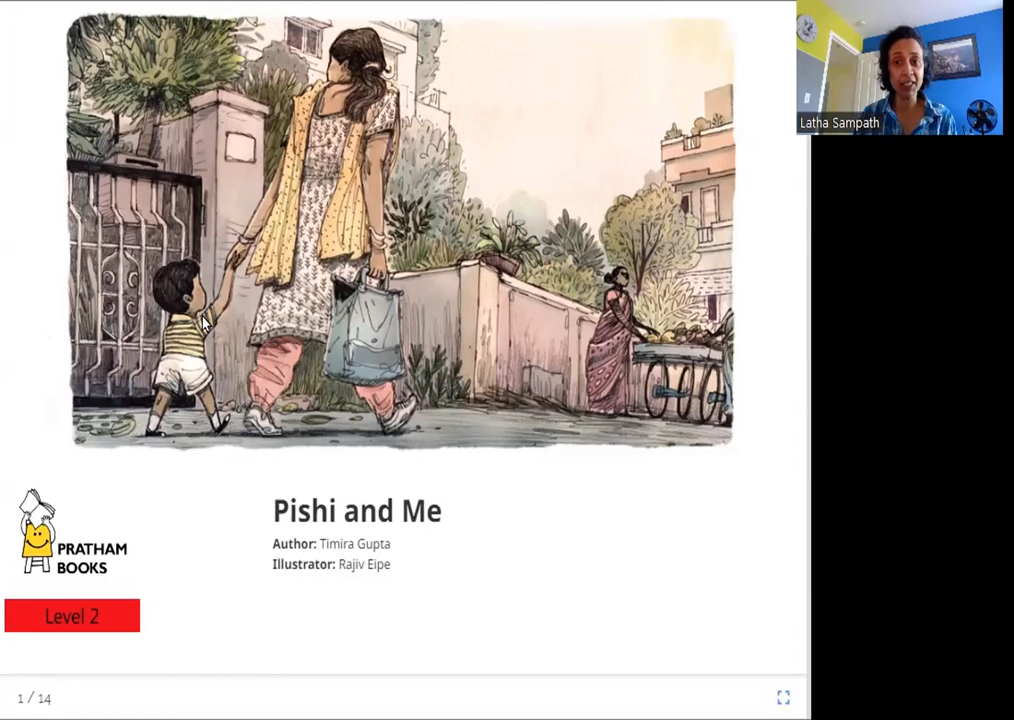 Latha Sampath
Pishi and Me
Author: Timira Gupta
Illustrator: Rajiv Eipe
PRATHAM
BOOKS
Level 2
1 / 14